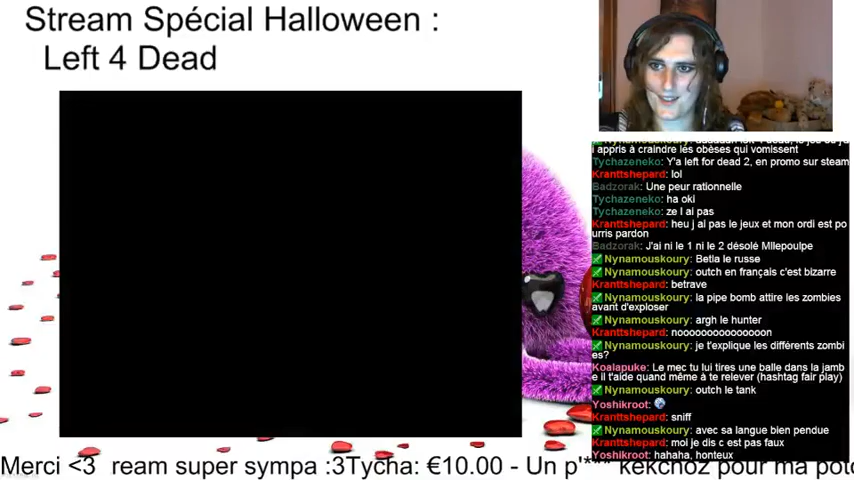 Stream Spécial Halloween :
Left 4 Dead
i appris à craindre les obèses qui vomissent
Tychazeneko: Y'a left for dead 2, en promo sur steam
Kranttshepard: lol
Badzorak: Une peur rationnelle
Tychazeneko: ha oki
Tychazeneko: ze l ai pas
Kranttshepard: heu j ai pas le jeux et mon ordi est po
urris pardon
Badzorak: J'ai ni le 1 ni le 2 désolé Mllepoulpe
Nynamouskoury: Betla le russe
Nynamouskoury: outch en français c'est bizarre
Kranttshepard: betrave
Nynamouskoury: la pipe bomb attire les zombies
avant d'exploser
Nynamouskoury: argh le hunter
Kranttshepard: nooooooooooooooon
Nynamouskoury: je t'explique les différents zombi
es?
Koalapuke: Le mec tu lui tires une balle dans la jamb
e il t'aide quand même à te relever (hashtag fair play)
Nynamouskoury: outch le tank
Yoshikroot:
Kranttshepard: sniff
Nynamouskoury: avec sa langue bien pendue
Kranttshepard: moi je dis c est pas faux
Yoshikroot: hahaha, honteux
Merci <3 ream super sympa :3Tycha: €10.00 - Un p'*** kekchoz pour ma poto